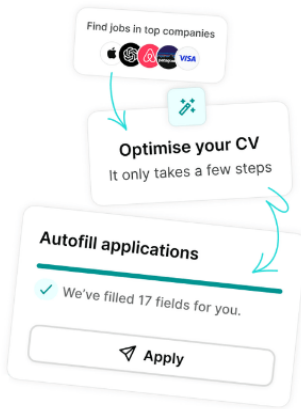 Find jobs in top companies
VISA
Optimise your CV
It only takes a few steps
Autofill applications
We've filled 17 fields for you.
Apply